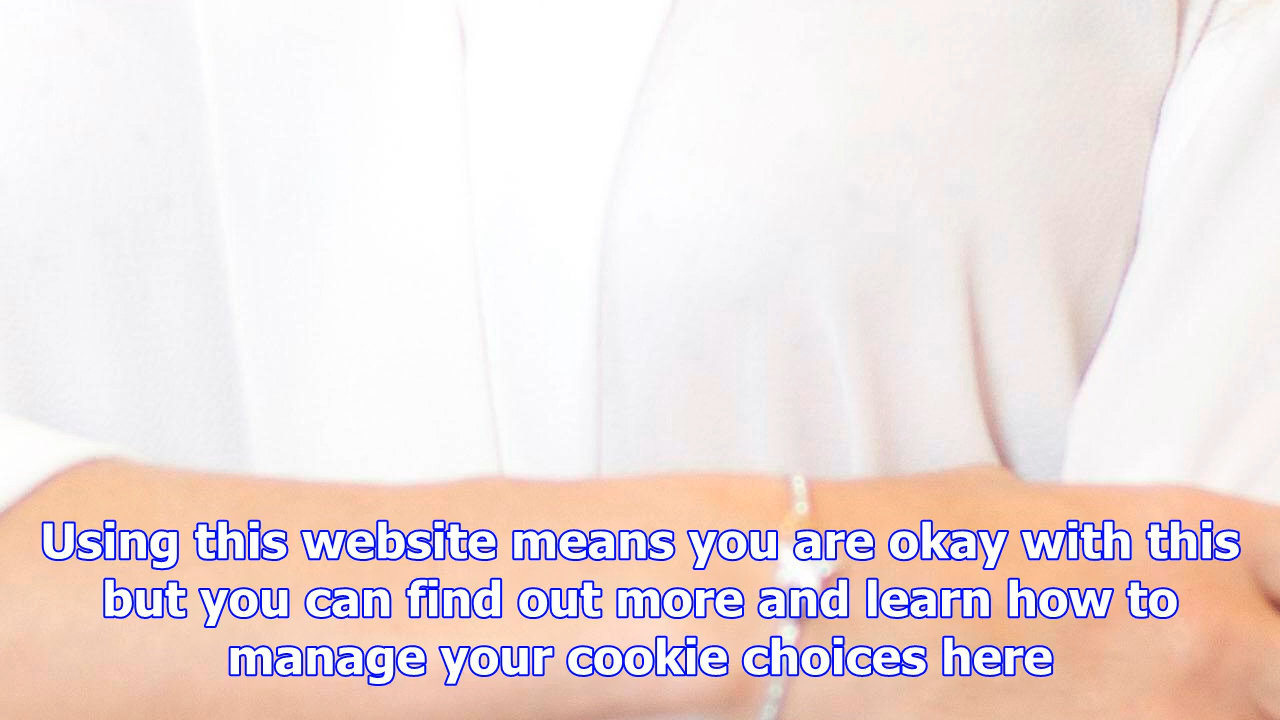 Using this website means you are okay with this
but you can find out more and learn how to
manage your cookie choices here